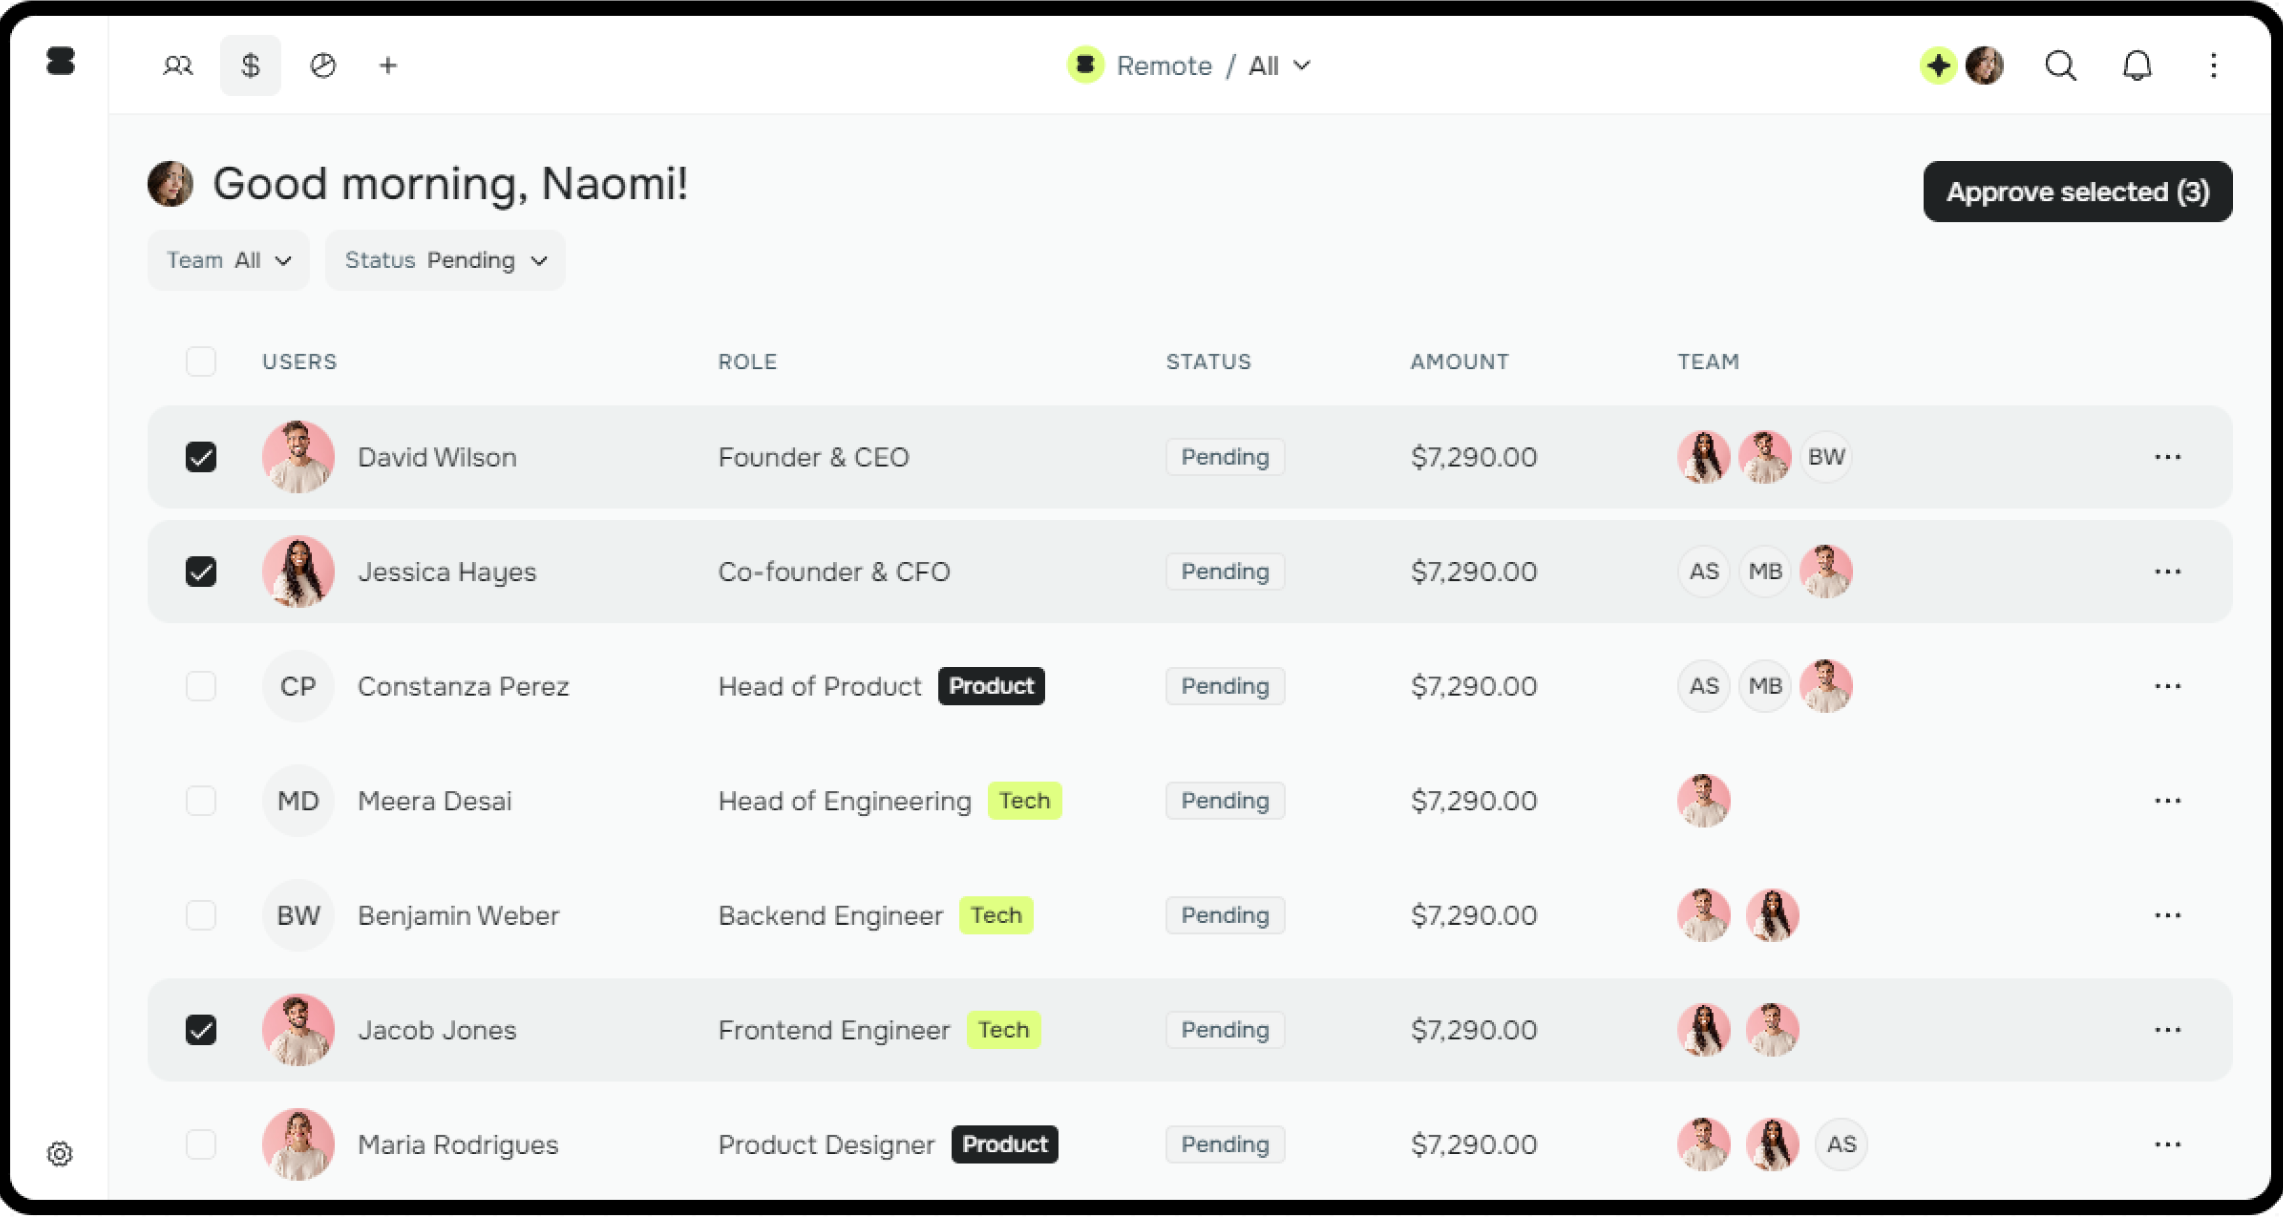 Remote / All
Good morning, Naomi!
Approve selected (3)
Team All
Status Pending
USERS ROLE STATUS AMOUNT TEAM
David Wilson Founder & CEO Pending $7,290.00 BW
Jessica Hayes Co-founder & CFO Pending $7,290.00 AS MB
CP Constanza Perez Head of Product Product Pending $7,290.00 AS MB
MD Meera Desai Head of Engineering Tech Pending $7,290.00
BW Benjamin Weber Backend Engineer Tech Pending $7,290.00
Jacob Jones Frontend Engineer Tech Pending $7,290.00
Maria Rodrigues Product Designer Product Pending $7,290.00 AS